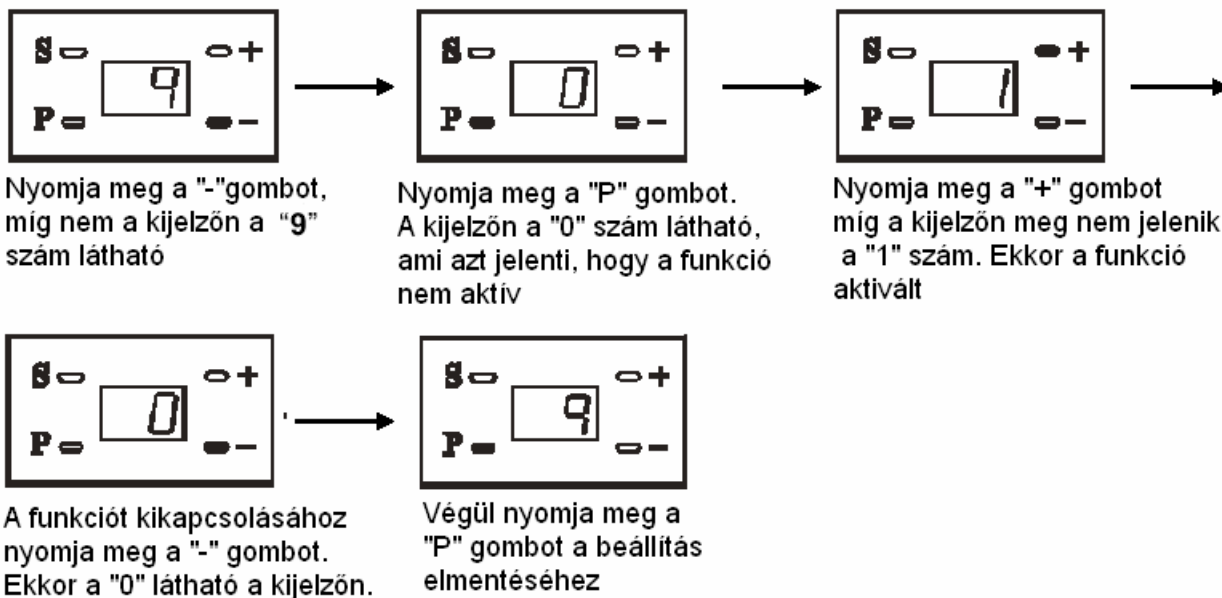 S +
9
P -
Nyomja meg a "-"gombot,
míg nem a kijelzőn a “9”
szám látható
S +
0
P -
Nyomja meg a "P" gombot.
A kijelzőn a "0" szám látható,
ami azt jelenti, hogy a funkció
nem aktív
S +
1
P -
Nyomja meg a "+" gombot
míg a kijelzőn meg nem jelenik
a "1" szám. Ekkor a funkció
aktivált
S +
0
P -
A funkciót kikapcsolásához
nyomja meg a "-" gombot.
Ekkor a "0" látható a kijelzőn.
S +
9
P -
Végül nyomja meg a
"P" gombot a beállítás
elmentéséhez